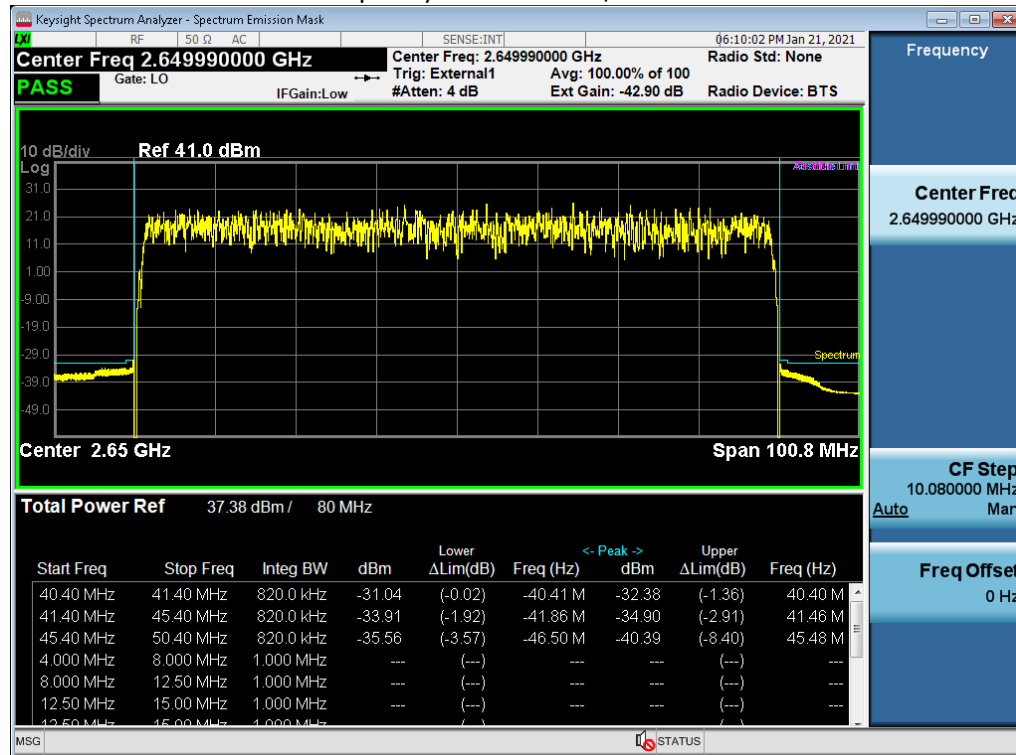 Keysight Spectrum Analyzer - Spectrum Emission Mask
LXI RF 50 Ω AC SENSE:INT 06:10:02 PM Jan 21, 2021
Center Freq 2.649990000 GHz Center Freq: 2.649990000 GHz Radio Std: None
Gate: LO Trig: External1 Avg: 100.00% of 100
PASS IFGain:Low #Atten: 4 dB Ext Gain: -42.90 dB Radio Device: BTS
10 dB/div Ref 41.0 dBm
Log Absolute Limit
31.0
21.0
11.0
1.00
-9.00
-19.0
-29.0 Spectrum
-39.0
-49.0
Center 2.65 GHz Span 100.8 MHz
Total Power Ref 37.38 dBm / 80 MHz
Lower <- Peak -> Upper
Start Freq Stop Freq Integ BW dBm ΔLim(dB) Freq (Hz) dBm ΔLim(dB) Freq (Hz)
40.40 MHz 41.40 MHz 820.0 kHz -31.04 (-0.02) -40.41 M -32.38 (-1.36) 40.40 M
41.40 MHz 45.40 MHz 820.0 kHz -33.91 (-1.92) -41.86 M -34.90 (-2.91) 41.46 M
45.40 MHz 50.40 MHz 820.0 kHz -35.56 (-3.57) -46.50 M -40.39 (-8.40) 45.48 M
4.000 MHz 8.000 MHz 1.000 MHz --- (---) --- --- (---) ---
8.000 MHz 12.50 MHz 1.000 MHz --- (---) --- --- (---) ---
12.50 MHz 15.00 MHz 1.000 MHz --- (---) --- --- (---) ---
MSG STATUS
Frequency
Center Freq
2.649990000 GHz
CF Step
10.080000 MHz
Auto Man
Freq Offset
0 Hz